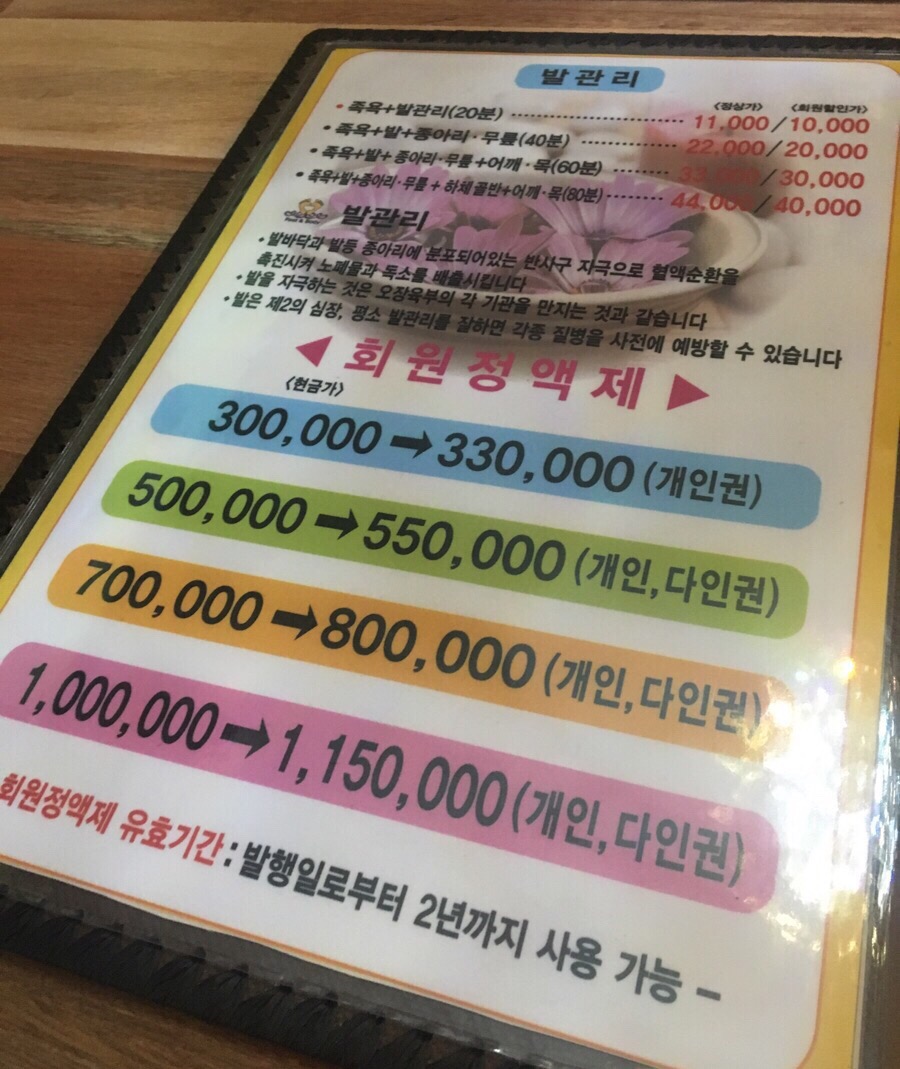 발관리
<정상가> <회원할인가>
• 족욕+발관리(20분) ........................ 11,000/10,000
• 족욕+발+종아리·무릎(40분) ................ 22,000/20,000
• 족욕+발+ 종아리·무릎+어깨·목(60분) ........ 33,000/30,000
• 족욕+발+종아리·무릎 + 하체 골반+어깨·목(80분) ........ 44,000/40,000
발관리
• 발바닥과 발등 종아리에 분포되어있는 반사구 자극으로 혈액순환을
촉진시켜 노폐물과 독소를 배출시킵니다
• 발을 자극하는 것은 오장육부의 각 기관을 만지는 것과 같습니다
• 발은 제2의 심장, 평소 발관리를 잘하면 각종 질병을 사전에 예방할 수 있습니다
◀ 회원정액제 ▶
<현금가>
300,000 ➡ 330,000 (개인권)
500,000 ➡ 550,000 (개인,다인권)
700,000 ➡ 800,000 (개인,다인권)
1,000,000 ➡ 1,150,000 (개인,다인권)
회원정액제 유효기간 : 발행일로부터 2년까지 사용 가능 –